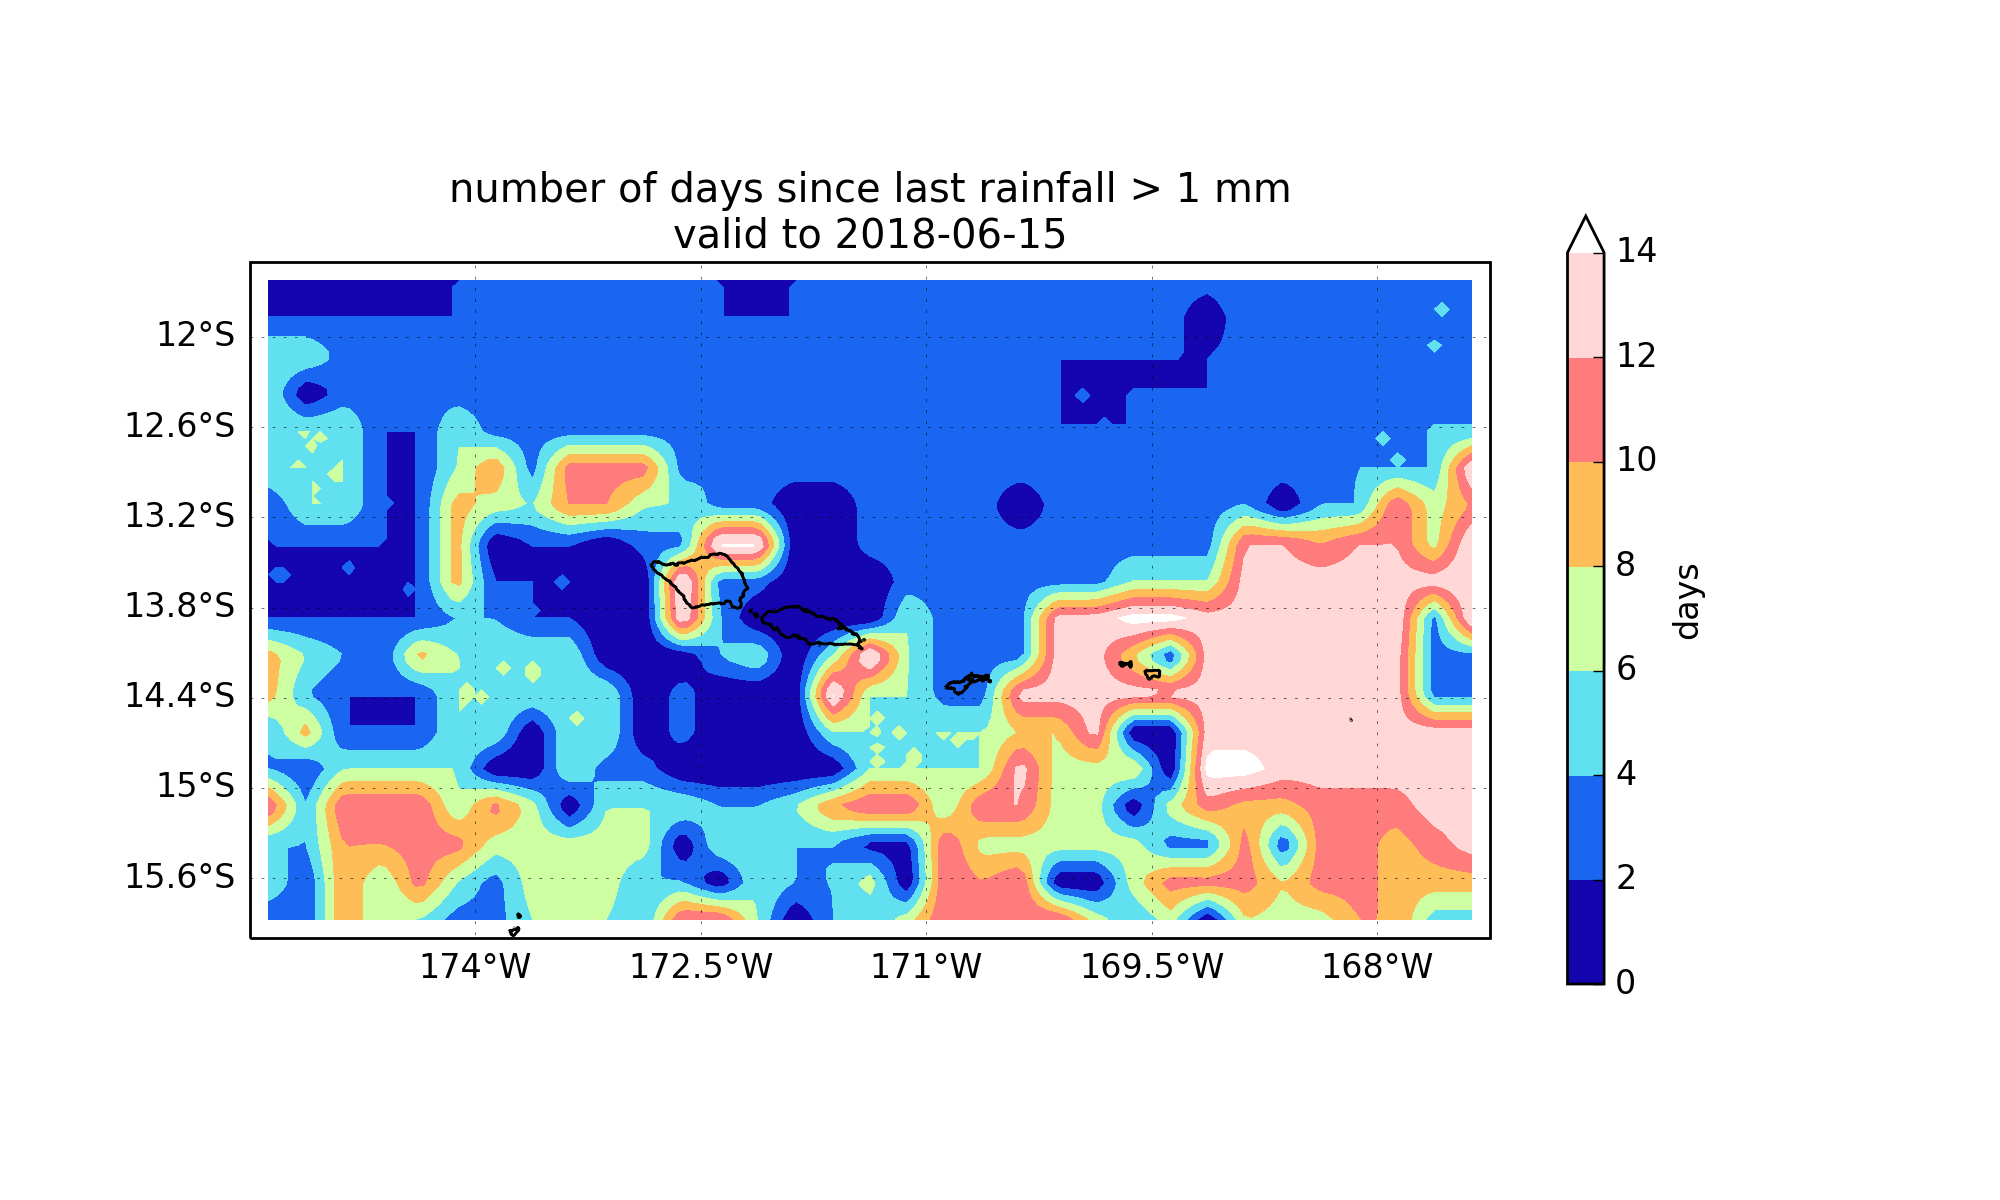 number of days since last rainfall > 1 mm
valid to 2018-06-15
12°S
12.6°S
13.2°S
13.8°S
14.4°S
15°S
15.6°S
174°W
172.5°W
171°W
169.5°W
168°W
14
12
10
8
6
4
2
0
days